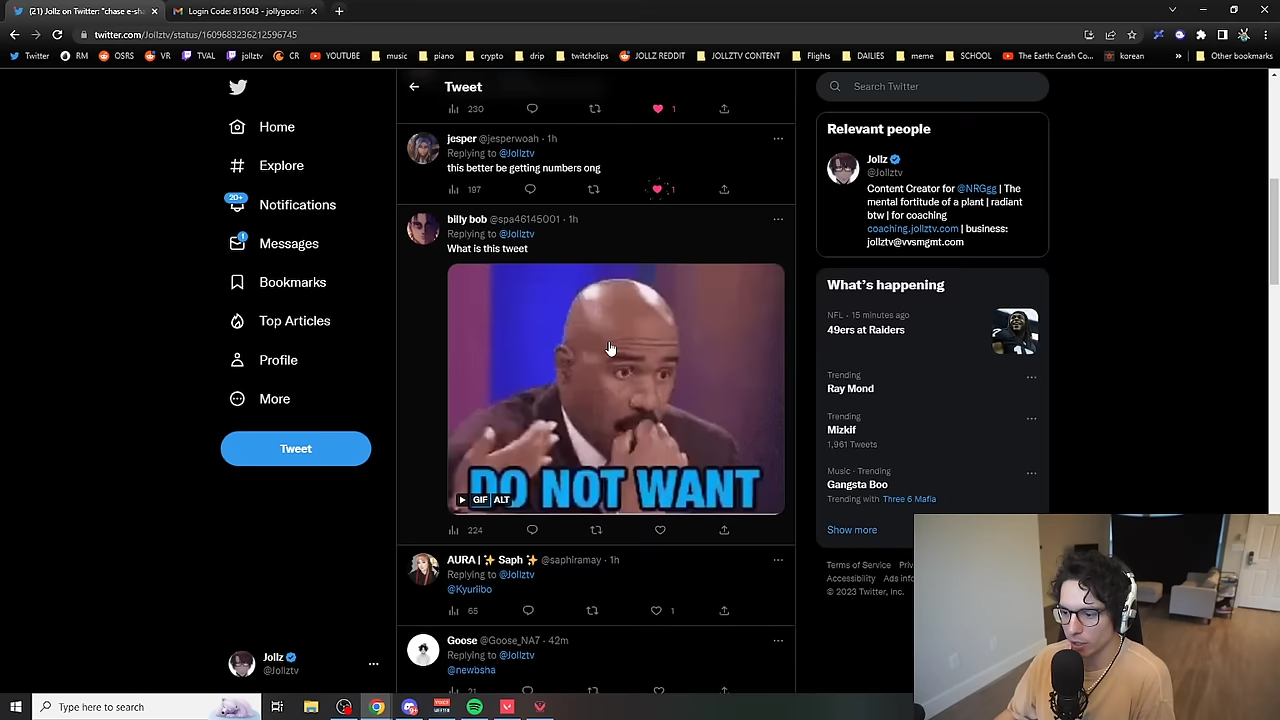 (21) Jollz on Twitter: "chase e-sha
Login Code: 815043 - jollygoodr
twitter.com/Jollztv/status/1609683236212596745
Twitter
RM
OSRS
VR
TVAL
jollztv
CR
YOUTUBE
music
piano
crypto
drip
twitchclips
JOLLZ REDDIT
JOLLZTV CONTENT
Flights
DAILIES
meme
SCHOOL
The Earth: Crash Co...
korean
Other bookmarks
Home
Explore
20+
Notifications
1
Messages
Bookmarks
Top Articles
Profile
More
Tweet
Jollz
@Jollztv
Tweet
230
1
jesper @jesperwoah · 1h
Replying to @Jollztv
this better be getting numbers ong
197
1
billy bob @spa46145001 · 1h
Replying to @Jollztv
What is this tweet
DO NOT WANT
GIF
ALT
224
AURA | ✨ Saph ✨ @saphiramay · 1h
Replying to @Jollztv
@Kyuriibo
65
1
Goose @Goose_NA7 · 42m
Replying to @Jollztv
@newbsha
21
Search Twitter
Relevant people
Jollz
@Jollztv
Content Creator for @NRGgg | The
mental fortitude of a plant | radiant
btw | for coaching
coaching.jollztv.com | business:
jollztv@vvsmgmt.com
What's happening
NFL · 15 minutes ago
49ers at Raiders
Trending
Ray Mond
Trending
Mizkif
1,961 Tweets
Music · Trending
Gangsta Boo
Trending with Three 6 Mafia
Show more
Terms of Service
Accessibility
© 2023 Twitter, Inc.
Type here to search